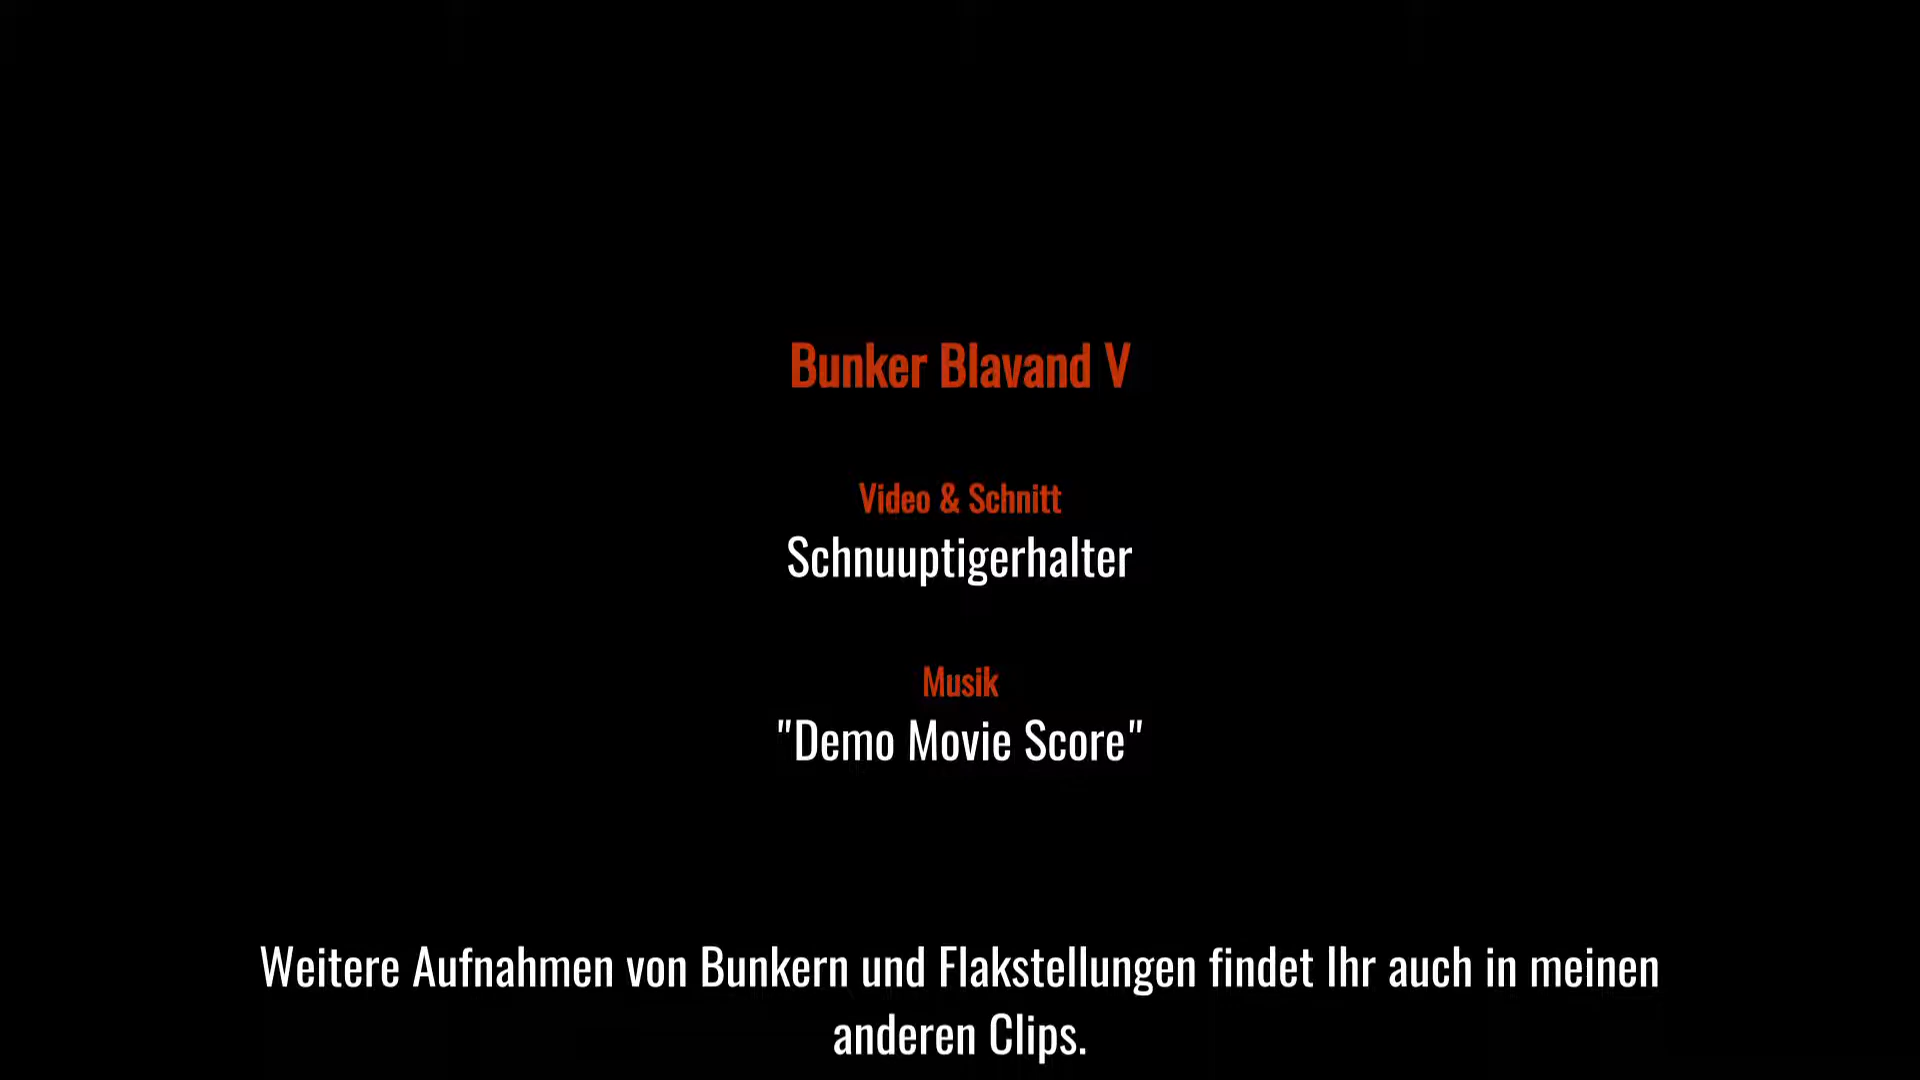 Bunker Blavand V
Video & Schnitt
Schnuuptigerhalter
Musik
"Demo Movie Score"
Weitere Aufnahmen von Bunkern und Flakstellungen findet Ihr auch in meinen
anderen Clips.